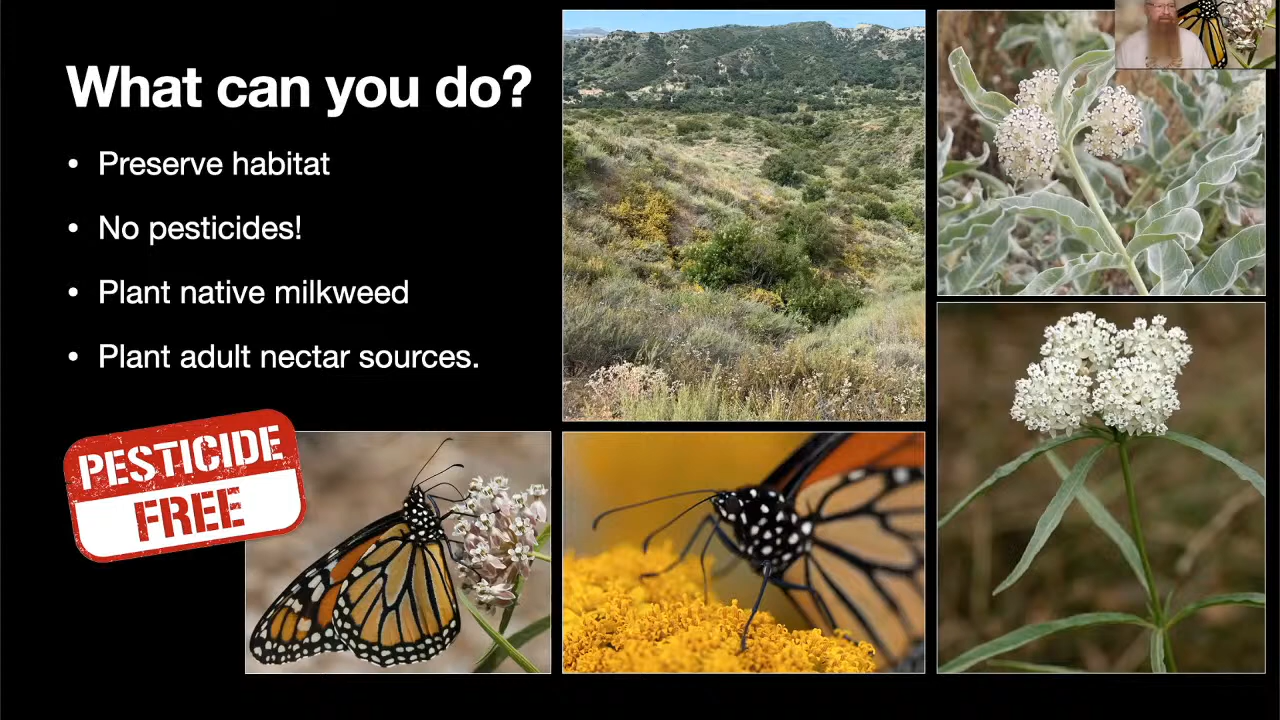 What can you do?
• Preserve habitat
• No pesticides!
• Plant native milkweed
• Plant adult nectar sources.
PESTICIDE
FREE